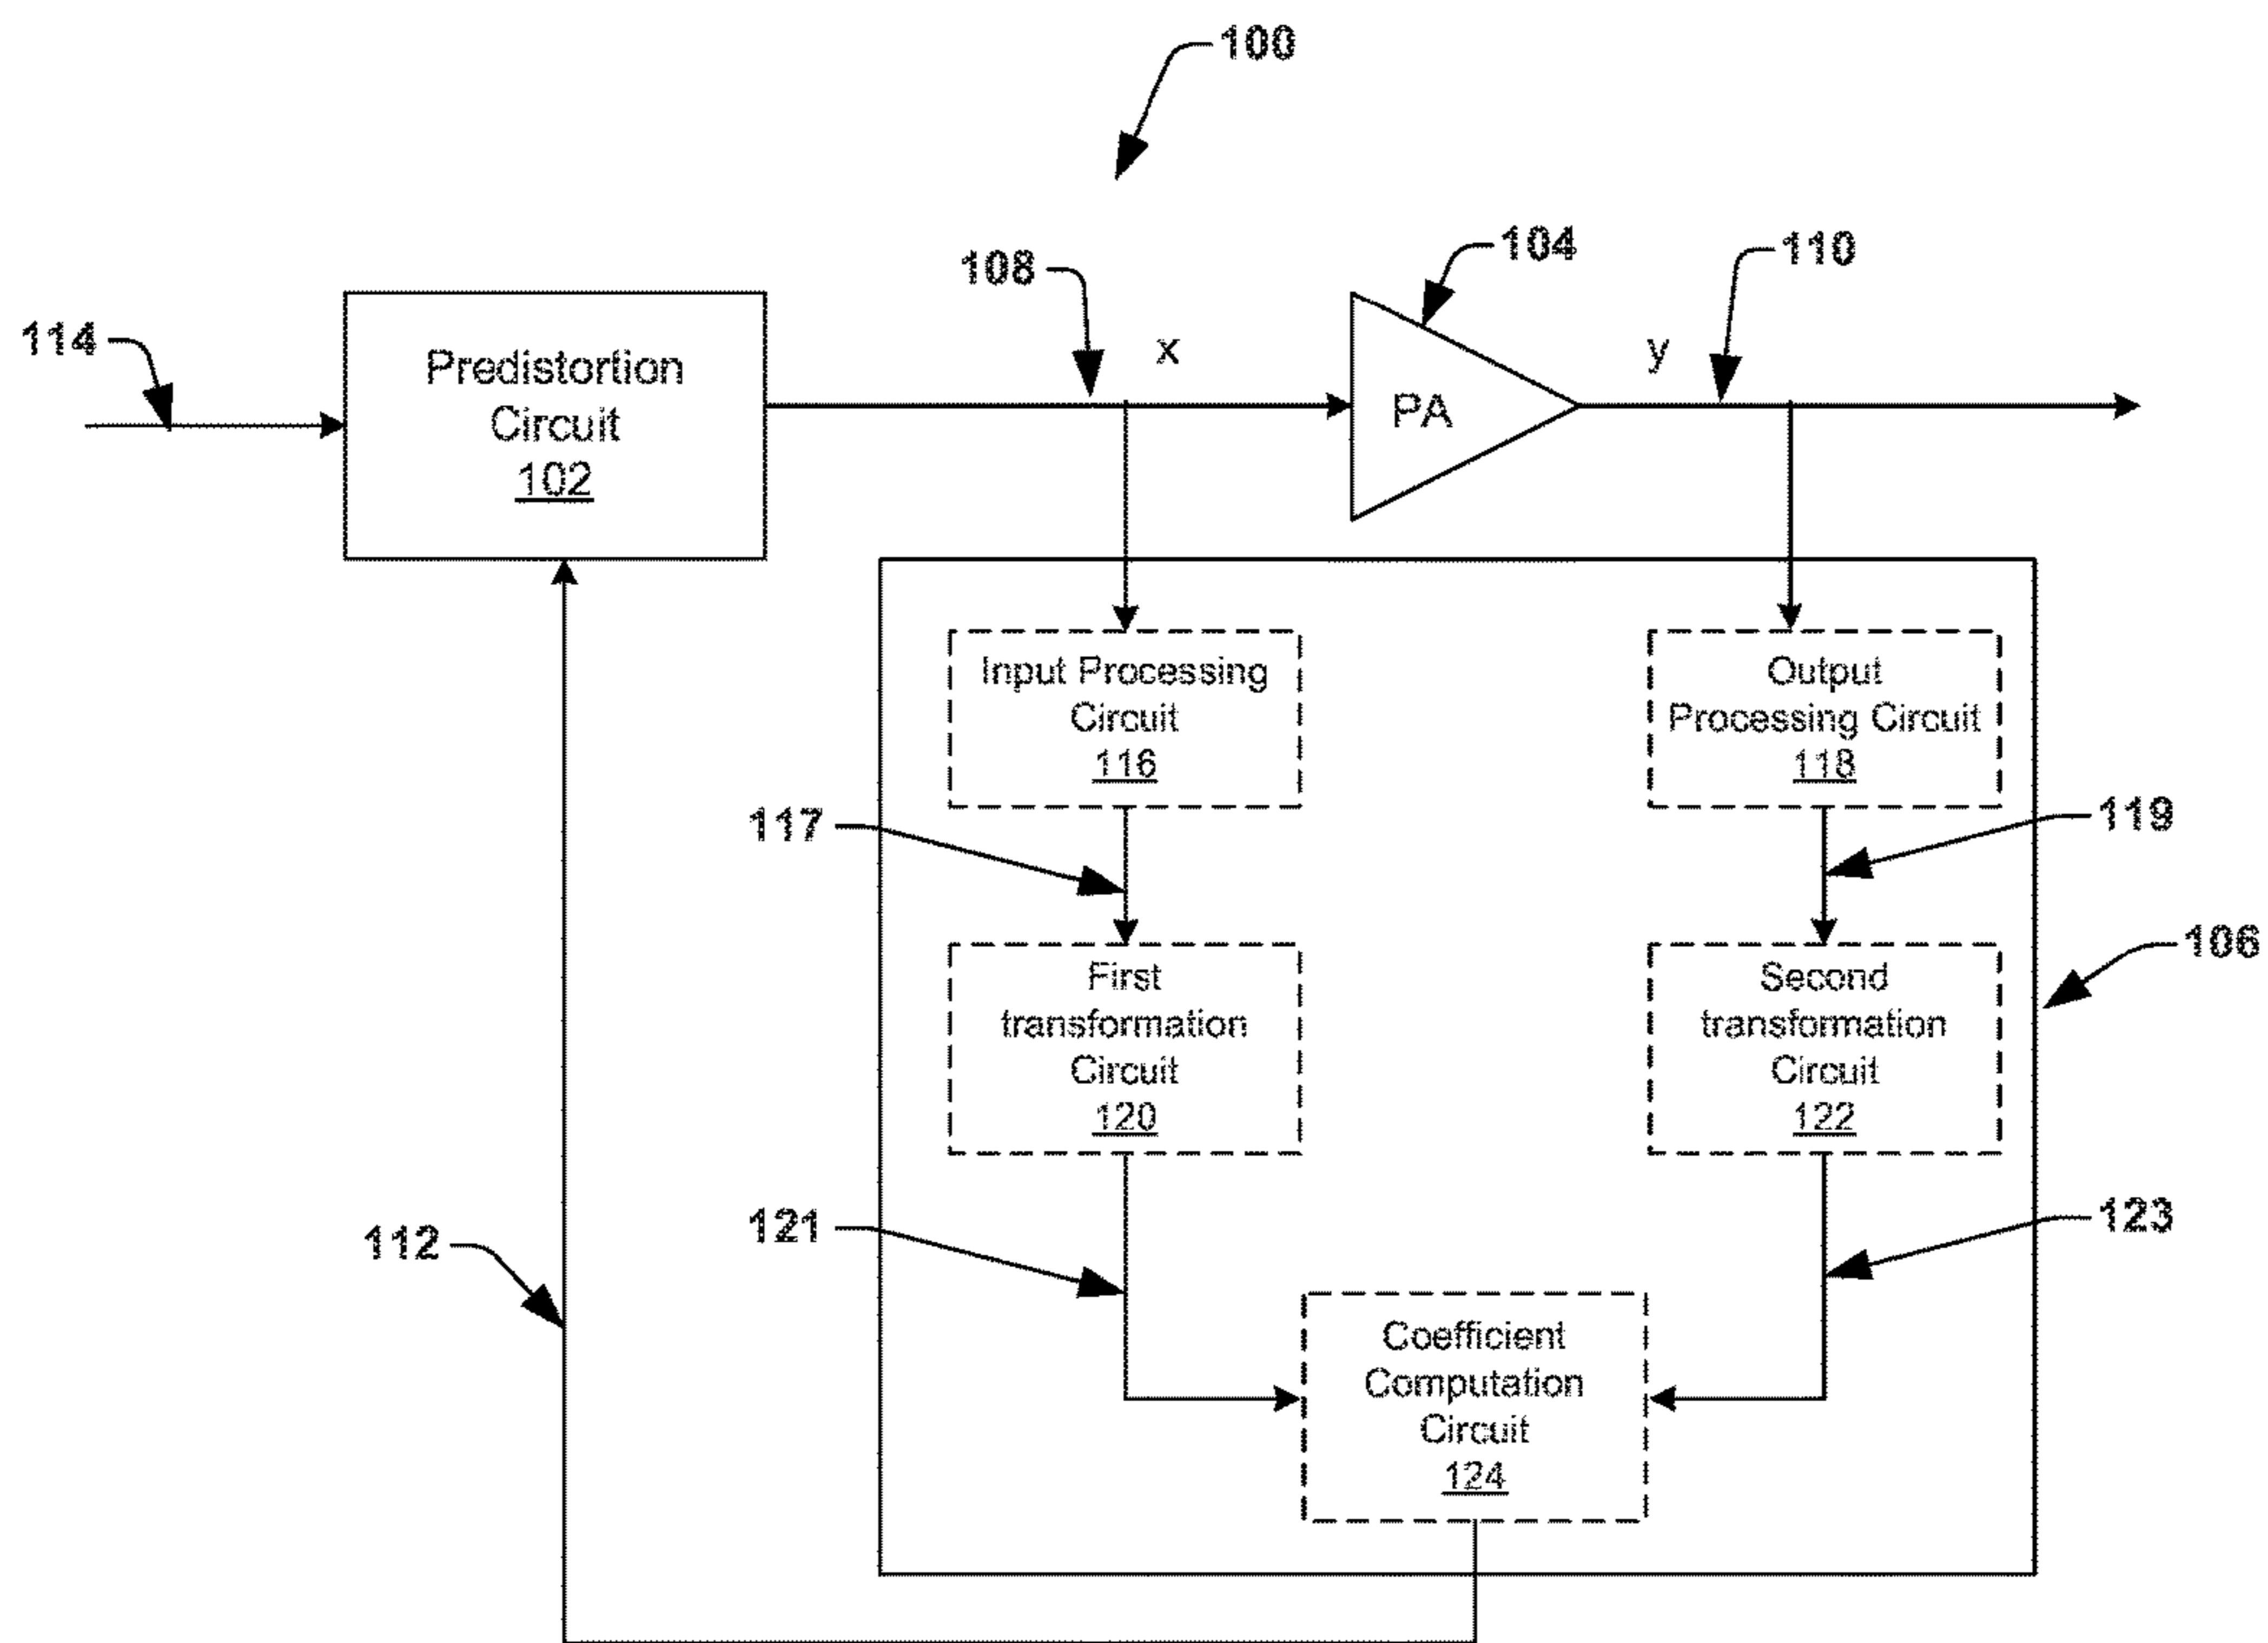 100
104
110
108
114
x
y
Predistortion
Circuit
102
PA
Input Processing
Circuit
116
Output
Processing Circuit
118
117
119
106
First
transformation
Circuit
120
Second
transformation
Circuit
122
112
121
123
Coefficient
Computation
Circuit
124